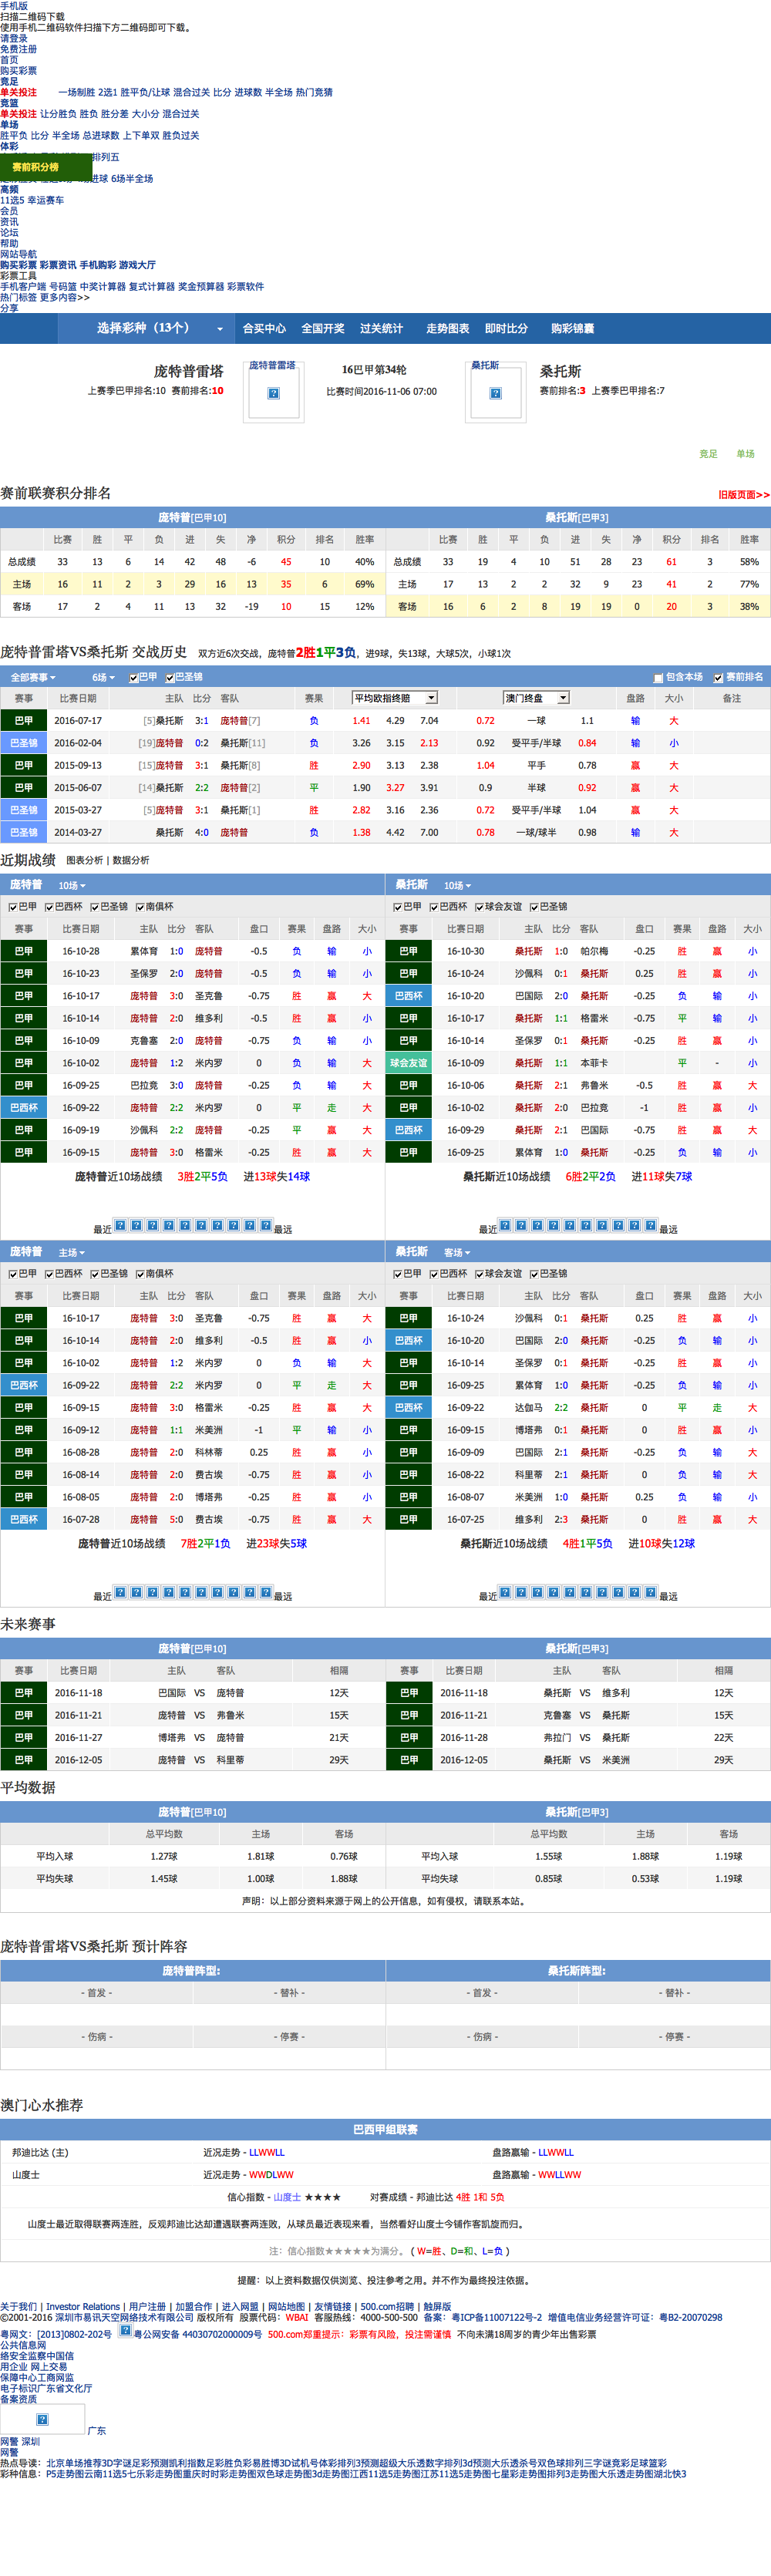 手机版
扫描二维码下载
使用手机二维码软件扫描下方二维码即可下载。
请登录
免费注册
首页
购买彩票
竞足
单关投注 一场制胜 2选1 胜平负/让球 混合过关 比分 进球数 半全场 热门竞猜
竞篮
单关投注 让分胜负 胜负 胜分差 大小分 混合过关
单场
胜平负 比分 半全场 总进球数 上下单双 胜负过关
体彩
排列五
赛前积分榜
进球 6场半全场
高频
11选5 幸运赛车
会员
资讯
论坛
帮助
网站导航
购买彩票 彩票资讯 手机购彩 游戏大厅
彩票工具
手机客户端 号码篮 中奖计算器 复式计算器 奖金预算器 彩票软件
热门标签 更多内容>>
分享
选择彩种（13个） 合买中心 全国开奖 过关统计 走势图表 即时比分 购彩锦囊
庞特普雷塔 庞特普雷塔 16巴甲第34轮 桑托斯 桑托斯
上赛季巴甲排名:10 赛前排名:10 比赛时间2016-11-06 07:00 赛前排名:3 上赛季巴甲排名:7
竞足 单场
赛前联赛积分排名 旧版页面>>
庞特普[巴甲10] 桑托斯[巴甲3]
比赛 胜 平 负 进 失 净 积分 排名 胜率 比赛 胜 平 负 进 失 净 积分 排名 胜率
总成绩 33 13 6 14 42 48 -6 45 10 40% 总成绩 33 19 4 10 51 28 23 61 3 58%
主场 16 11 2 3 29 16 13 35 6 69% 主场 17 13 2 2 32 9 23 41 2 77%
客场 17 2 4 11 13 32 -19 10 15 12% 客场 16 6 2 8 19 19 0 20 3 38%
庞特普雷塔VS桑托斯 交战历史 双方近6次交战，庞特普2胜1平3负，进9球，失13球，大球5次，小球1次
全部赛事 6场 巴甲 巴圣锦 包含本场 赛前排名
赛事 比赛日期 主队 比分 客队 赛果 平均欧指终赔 澳门终盘 盘路 大小 备注
巴甲 2016-07-17 [5]桑托斯 3:1 庞特普[7] 负 1.41 4.29 7.04 0.72 一球 1.1 输 大
巴圣锦 2016-02-04 [19]庞特普 0:2 桑托斯[11] 负 3.26 3.15 2.13 0.92 受平手/半球 0.84 输 小
巴甲 2015-09-13 [15]庞特普 3:1 桑托斯[8] 胜 2.90 3.13 2.38 1.04 平手 0.78 赢 大
巴甲 2015-06-07 [14]桑托斯 2:2 庞特普[2] 平 1.90 3.27 3.91 0.9 半球 0.92 赢 大
巴圣锦 2015-03-27 [5]庞特普 3:1 桑托斯[1] 胜 2.82 3.16 2.36 0.72 受平手/半球 1.04 赢 大
巴圣锦 2014-03-27 桑托斯 4:0 庞特普 负 1.38 4.42 7.00 0.78 一球/球半 0.98 输 大
近期战绩 图表分析 | 数据分析
庞特普 10场 桑托斯 10场
巴甲 巴西杯 巴圣锦 南俱杯 巴甲 巴西杯 球会友谊 巴圣锦
赛事 比赛日期 主队 比分 客队 盘口 赛果 盘路 大小 赛事 比赛日期 主队 比分 客队 盘口 赛果 盘路 大小
巴甲 16-10-28 累体育 1:0 庞特普 -0.5 负 输 小 巴甲 16-10-30 桑托斯 1:0 帕尔梅 -0.25 胜 赢 小
巴甲 16-10-23 圣保罗 2:0 庞特普 -0.5 负 输 小 巴甲 16-10-24 沙佩科 0:1 桑托斯 0.25 胜 赢 小
巴甲 16-10-17 庞特普 3:0 圣克鲁 -0.75 胜 赢 大 巴西杯 16-10-20 巴国际 2:0 桑托斯 -0.25 负 输 小
巴甲 16-10-14 庞特普 2:0 维多利 -0.5 胜 赢 小 巴甲 16-10-17 桑托斯 1:1 格雷米 -0.75 平 输 小
巴甲 16-10-09 克鲁塞 2:0 庞特普 -0.75 负 输 小 巴甲 16-10-14 圣保罗 0:1 桑托斯 -0.25 胜 赢 小
巴甲 16-10-02 庞特普 1:2 米内罗 0 负 输 大 球会友谊 16-10-09 桑托斯 1:1 本菲卡 平 - 小
巴甲 16-09-25 巴拉竞 3:0 庞特普 -0.25 负 输 大 巴甲 16-10-06 桑托斯 2:1 弗鲁米 -0.5 胜 赢 大
巴西杯 16-09-22 庞特普 2:2 米内罗 0 平 走 大 巴甲 16-10-02 桑托斯 2:0 巴拉竞 -1 胜 赢 小
巴甲 16-09-19 沙佩科 2:2 庞特普 -0.25 平 赢 大 巴西杯 16-09-29 桑托斯 2:1 巴国际 -0.75 胜 赢 大
巴甲 16-09-15 庞特普 3:0 格雷米 -0.25 胜 赢 大 巴甲 16-09-25 累体育 1:0 桑托斯 -0.25 负 输 小
庞特普近10场战绩 3胜2平5负 进13球失14球 桑托斯近10场战绩 6胜2平2负 进11球失7球
最近 最远 最近 最远
庞特普 主场 桑托斯 客场
巴甲 巴西杯 巴圣锦 南俱杯 巴甲 巴西杯 球会友谊 巴圣锦
赛事 比赛日期 主队 比分 客队 盘口 赛果 盘路 大小 赛事 比赛日期 主队 比分 客队 盘口 赛果 盘路 大小
巴甲 16-10-17 庞特普 3:0 圣克鲁 -0.75 胜 赢 大 巴甲 16-10-24 沙佩科 0:1 桑托斯 0.25 胜 赢 小
巴甲 16-10-14 庞特普 2:0 维多利 -0.5 胜 赢 小 巴西杯 16-10-20 巴国际 2:0 桑托斯 -0.25 负 输 小
巴甲 16-10-02 庞特普 1:2 米内罗 0 负 输 大 巴甲 16-10-14 圣保罗 0:1 桑托斯 -0.25 胜 赢 小
巴西杯 16-09-22 庞特普 2:2 米内罗 0 平 走 大 巴甲 16-09-25 累体育 1:0 桑托斯 -0.25 负 输 小
巴甲 16-09-15 庞特普 3:0 格雷米 -0.25 胜 赢 大 巴西杯 16-09-22 达伽马 2:2 桑托斯 0 平 走 大
巴甲 16-09-12 庞特普 1:1 米美洲 -1 平 输 小 巴甲 16-09-15 博塔弗 0:1 桑托斯 0 胜 赢 小
巴甲 16-08-28 庞特普 2:0 科林蒂 0.25 胜 赢 小 巴甲 16-09-09 巴国际 2:1 桑托斯 -0.25 负 输 大
巴甲 16-08-14 庞特普 2:0 费古埃 -0.75 胜 赢 小 巴甲 16-08-22 科里蒂 2:1 桑托斯 0 负 输 大
巴甲 16-08-05 庞特普 2:0 博塔弗 -0.25 胜 赢 小 巴甲 16-08-07 米美洲 1:0 桑托斯 0.25 负 输 小
巴西杯 16-07-28 庞特普 5:0 费古埃 -0.75 胜 赢 大 巴甲 16-07-25 维多利 2:3 桑托斯 0 胜 赢 大
庞特普近10场战绩 7胜2平1负 进23球失5球 桑托斯近10场战绩 4胜1平5负 进10球失12球
最近 最远 最近 最远
未来赛事
庞特普[巴甲10] 桑托斯[巴甲3]
赛事 比赛日期 主队 客队 相隔 赛事 比赛日期 主队 客队 相隔
巴甲 2016-11-18 巴国际 VS 庞特普 12天 巴甲 2016-11-18 桑托斯 VS 维多利 12天
巴甲 2016-11-21 庞特普 VS 弗鲁米 15天 巴甲 2016-11-21 克鲁塞 VS 桑托斯 15天
巴甲 2016-11-27 博塔弗 VS 庞特普 21天 巴甲 2016-11-28 弗拉门 VS 桑托斯 22天
巴甲 2016-12-05 庞特普 VS 科里蒂 29天 巴甲 2016-12-05 桑托斯 VS 米美洲 29天
平均数据
庞特普[巴甲10] 桑托斯[巴甲3]
总平均数 主场 客场 总平均数 主场 客场
平均入球 1.27球 1.81球 0.76球 平均入球 1.55球 1.88球 1.19球
平均失球 1.45球 1.00球 1.88球 平均失球 0.85球 0.53球 1.19球
声明：以上部分资料来源于网上的公开信息，如有侵权，请联系本站。
庞特普雷塔VS桑托斯 预计阵容
庞特普阵型: 桑托斯阵型:
- 首发 - - 替补 - - 首发 - - 替补 -
- 伤病 - - 停赛 - - 伤病 - - 停赛 -
澳门心水推荐
巴西甲组联赛
邦迪比达 (主) 近况走势 - LLWWLL 盘路赢输 - LLWWLL
山度士 近况走势 - WWDLWW 盘路赢输 - WWLLWW
信心指数 - 山度士 ★★★★ 对赛成绩 - 邦迪比达 4胜 1和 5负
山度士最近取得联赛两连胜，反观邦迪比达却遭遇联赛两连败，从球员最近表现来看，当然看好山度士今铺作客凯旋而归。
注：信心指数★★★★★为满分。 ( W=胜、D=和、L=负 )
提醒：以上资料数据仅供浏览、投注参考之用。并不作为最终投注依据。
关于我们 | Investor Relations | 用户注册 | 加盟合作 | 进入网盟 | 网站地图 | 友情链接 | 500.com招聘 | 触屏版
©2001-2016 深圳市易讯天空网络技术有限公司 版权所有 股票代码：WBAI 客服热线：4000-500-500 备案：粤ICP备11007122号-2 增值电信业务经营许可证：粤B2-20070298
粤网文：[2013]0802-202号 粤公网安备 44030702000009号 500.com郑重提示：彩票有风险，投注需谨慎 不向未满18周岁的青少年出售彩票
公共信息网
络安全监察中国信
用企业 网上交易
保障中心工商网监
电子标识广东省文化厅
备案资质
广东
网警 深圳
网警
热点导读：北京单场推荐3D字谜足彩预测凯利指数足彩胜负彩易胜博3D试机号体彩排列3预测超级大乐透数字排列3d预测大乐透杀号双色球排列三字谜竞彩足球篮彩
彩种信息：P5走势图云南11选5七乐彩走势图重庆时时彩走势图双色球走势图3d走势图江西11选5走势图江苏11选5走势图七星彩走势图排列3走势图大乐透走势图湖北快3